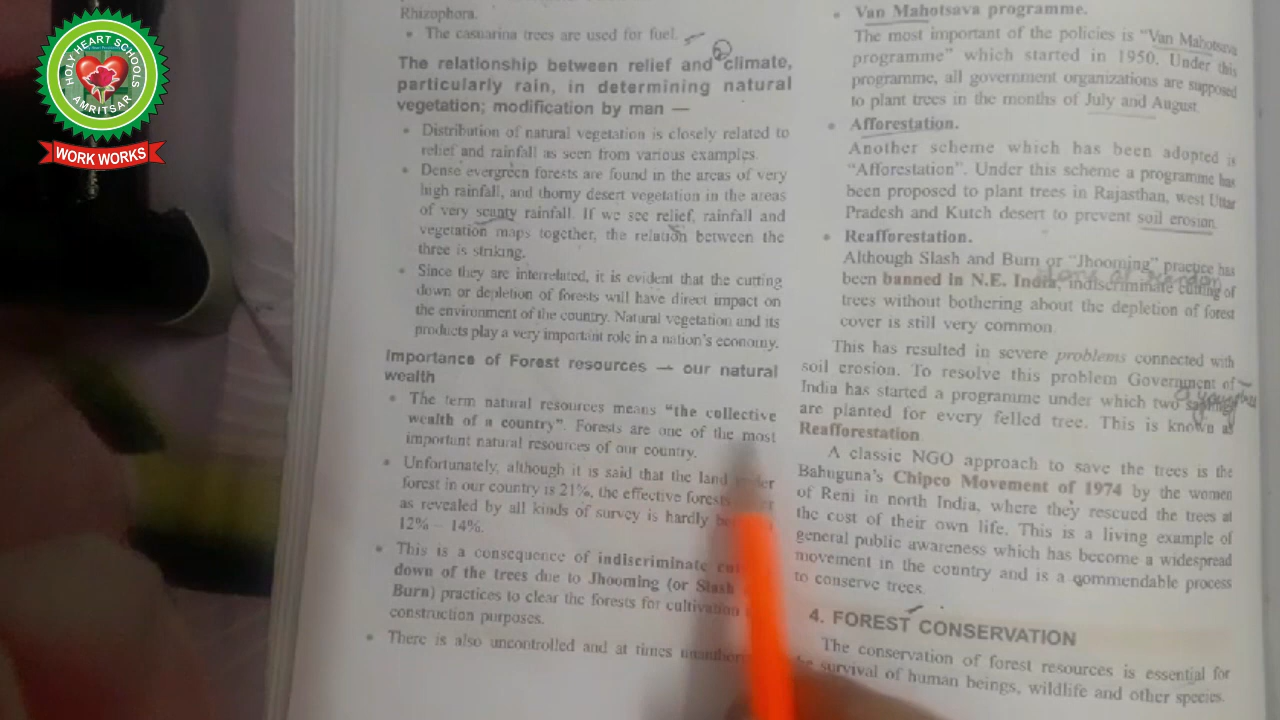 HOLY HEART SCHOOLS
AMRITSAR
WORK WORKS
Rhizophora.
• The casuarina trees are used for fuel.
The relationship between relief and climate,
particularly rain, in determining natural
vegetation; modification by man —
• Distribution of natural vegetation is closely related to
relief and rainfall as seen from various examples.
• Dense evergreen forests are found in the areas of very
high rainfall, and thorny desert vegetation in the areas
of very scanty rainfall. If we see relief, rainfall and
vegetation maps together, the relation between the
three is striking.
• Since they are interrelated, it is evident that the cutting
down or depletion of forests will have direct impact on
the environment of the country. Natural vegetation and its
products play a very important role in a nation's economy.
Importance of Forest resources — our natural
wealth
• The term natural resources means "the collective
wealth of a country". Forests are one of the most
important natural resources of our country.
• Unfortunately, although it is said that the land
forest in our country is 21%, the effective
as revealed by all kinds of survey is hardly
12% – 14%.
• This is a consequence of indiscriminate
down of the trees due to Jhooming (or Slash
Burn) practices to clear the forests for cultivation
construction purposes.
• There is also uncontrolled and at times
• Van Mahotsava programme.
The most important of the policies is "Van Mahotsava
programme" which started in 1950. Under this
programme, all government organizations are supposed
to plant trees in the months of July and August.
• Afforestation.
Another scheme which has been adopted is
"Afforestation". Under this scheme a programme has
been proposed to plant trees in Rajasthan, west Uttar
Pradesh and Kutch desert to prevent soil erosion.
• Reafforestation.
Although Slash and Burn or "Jhooming" practice has
been banned in N.E. India, indiscriminate cutting of
trees without bothering about the depletion of forest
cover is still very common.
This has resulted in severe problems connected with
soil erosion. To resolve this problem Government of
India has started a programme under which two saplings
are planted for every felled tree. This is known as
Reafforestation.
A classic NGO approach to save the trees is the
Bahuguna's Chipco Movement of 1974 by the women
of Reni in north India, where they rescued the trees at
the cost of their own life. This is a living example of
general public awareness which has become a widespread
movement in the country and is a commendable process
to conserve trees.
4. FOREST CONSERVATION
The conservation of forest resources is essential for
survival of human beings, wildlife and other species.